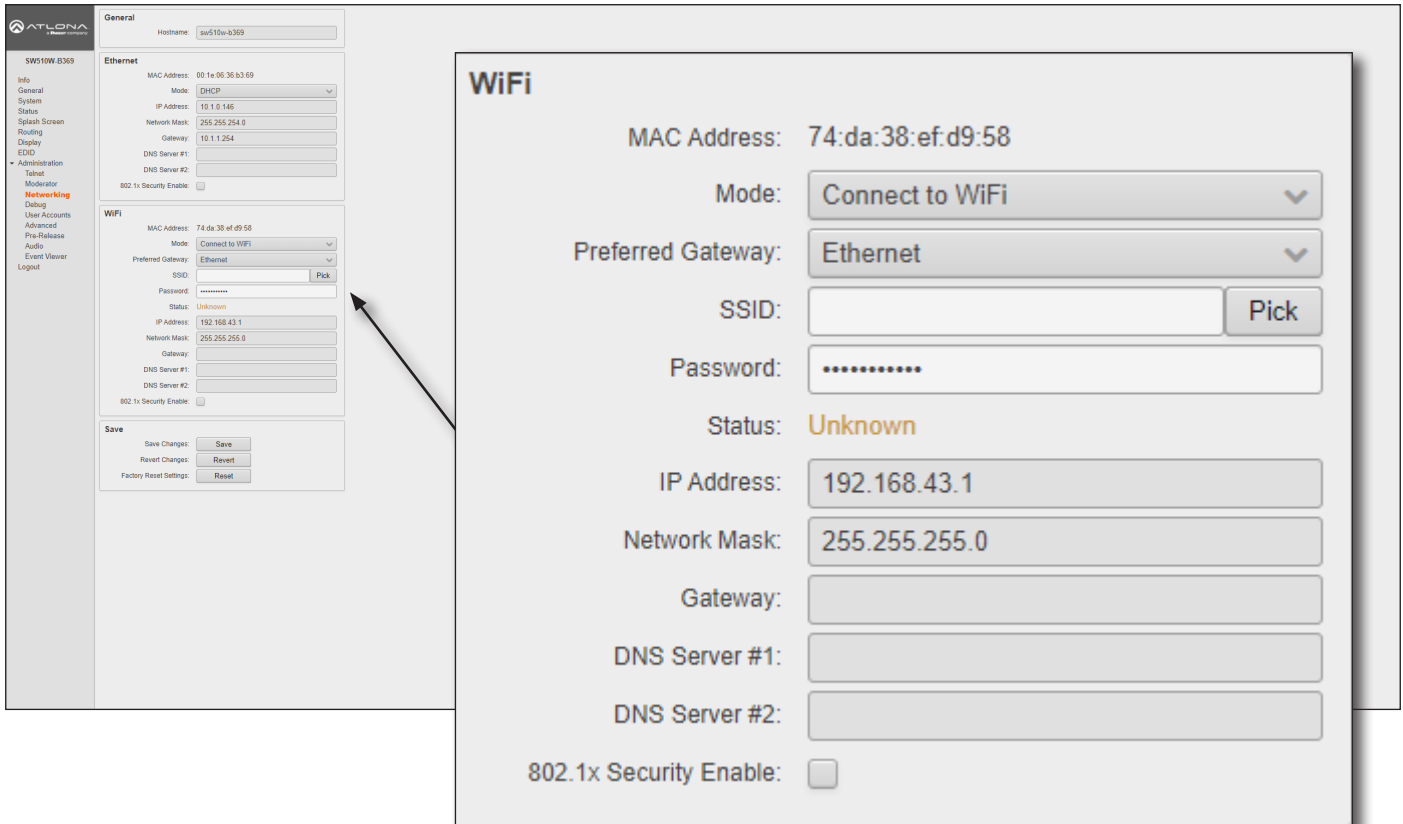 ATLONA
a Panduit company
SW510W-B369
Info
General
System
Status
Splash Screen
Routing
Display
EDID
Administration
Telnet
Moderator
Networking
Debug
User Accounts
Advanced
Pre-Release
Audio
Event Viewer
Logout
General
Hostname: sw510w-b369
Ethernet
MAC Address: 00:1e:06:36:b3:69
Mode: DHCP
IP Address: 10.1.0.146
Network Mask: 255.255.254.0
Gateway: 10.1.1.254
DNS Server #1:
DNS Server #2:
802.1x Security Enable:
WiFi
MAC Address: 74:da:38:ef:d9:58
Mode: Connect to WiFi
Preferred Gateway: Ethernet
SSID: Pick
Password: •••••••••••
Status: Unknown
IP Address: 192.168.43.1
Network Mask: 255.255.255.0
Gateway:
DNS Server #1:
DNS Server #2:
802.1x Security Enable:
Save
Save Changes: Save
Revert Changes: Revert
Factory Reset Settings: Reset
WiFi
MAC Address: 74:da:38:ef:d9:58
Mode: Connect to WiFi
Preferred Gateway: Ethernet
SSID: Pick
Password: •••••••••••
Status: Unknown
IP Address: 192.168.43.1
Network Mask: 255.255.255.0
Gateway:
DNS Server #1:
DNS Server #2:
802.1x Security Enable: